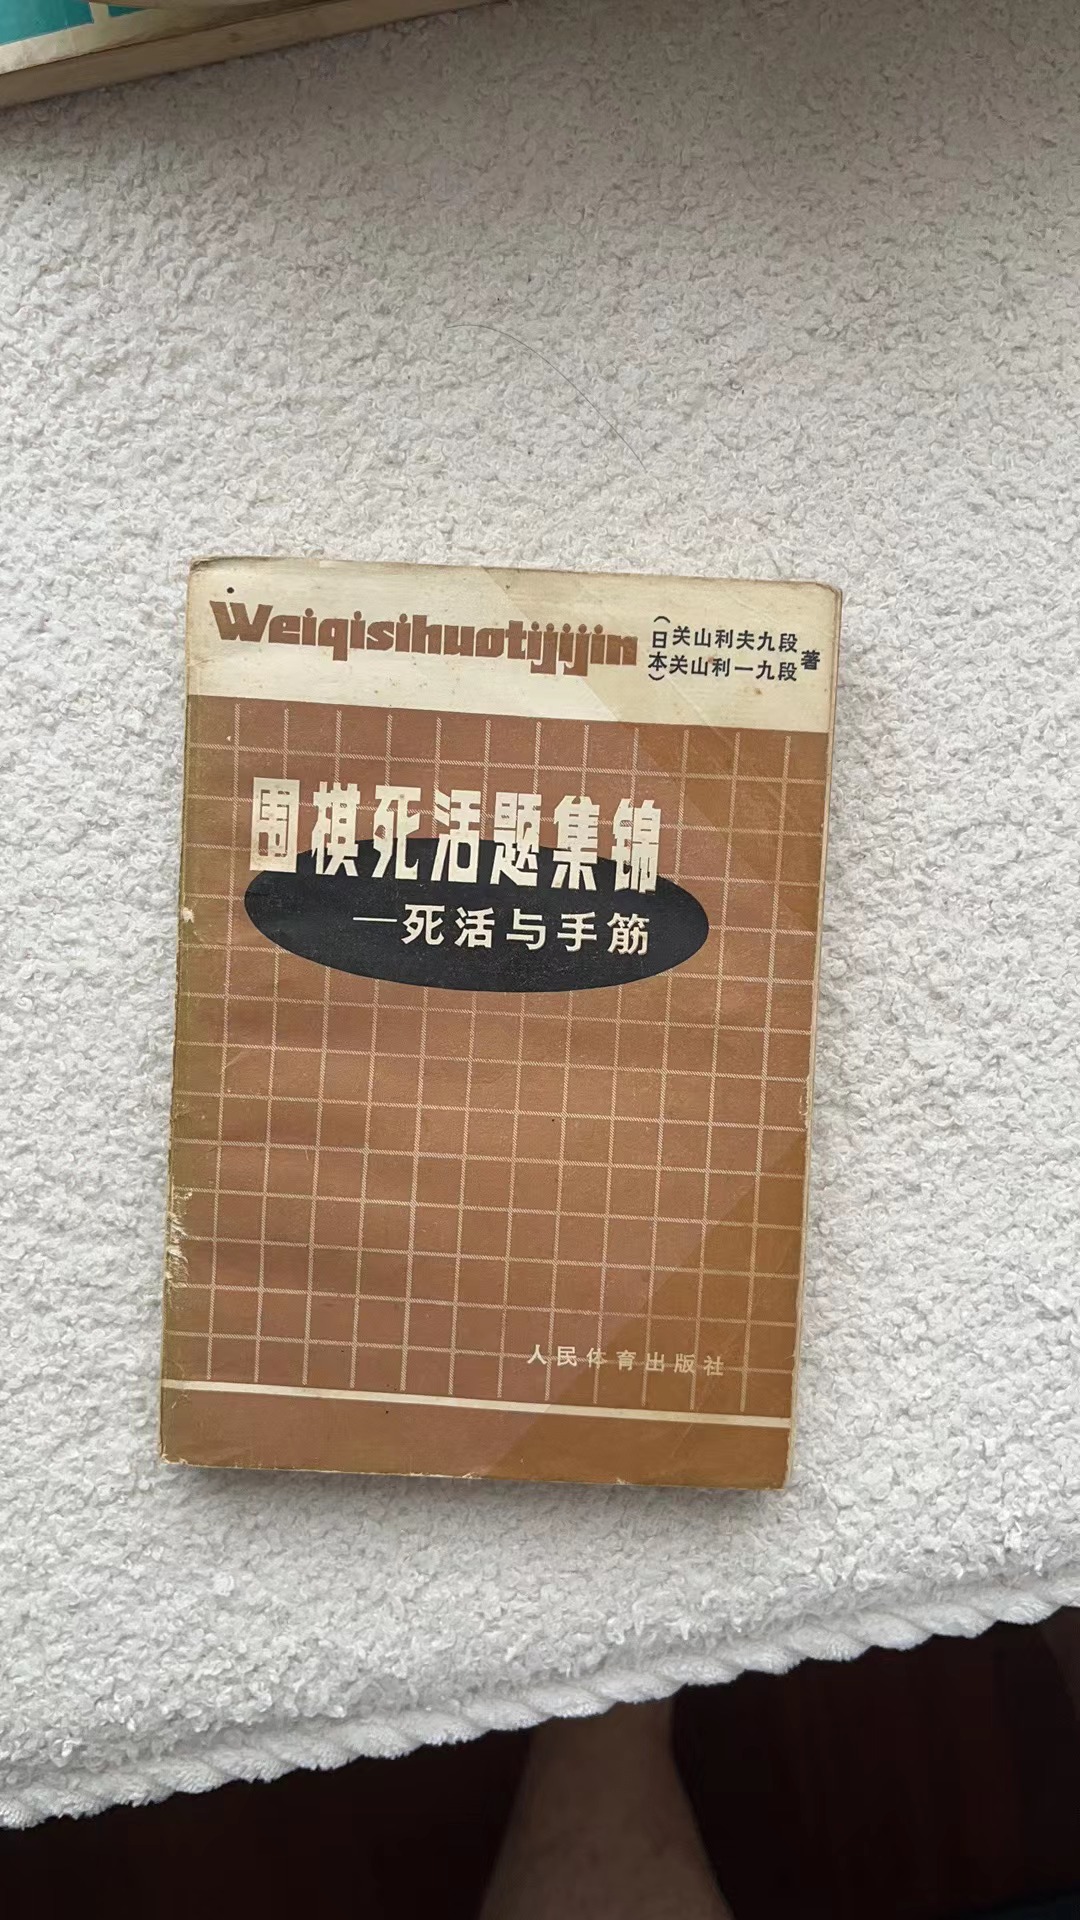 Weiqisihuotijijin
(日本) 关山利夫九段
关山利一九段 著
围棋死活题集锦
—死活与手筋
人民体育出版社